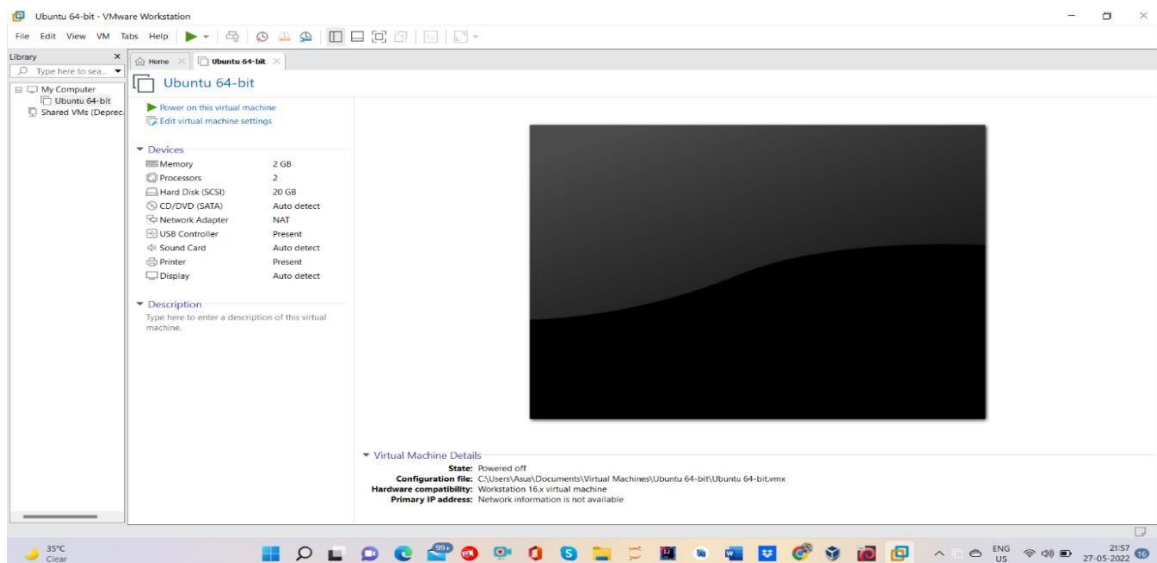 Ubuntu 64-bit - VMware Workstation
File Edit View VM Tabs Help
Library
Type here to sea...
My Computer
Ubuntu 64-bit
Shared VMs (Deprec
Home
Ubuntu 64-bit
Ubuntu 64-bit
Power on this virtual machine
Edit virtual machine settings
Devices
Memory 2 GB
Processors 2
Hard Disk (SCSI) 20 GB
CD/DVD (SATA) Auto detect
Network Adapter NAT
USB Controller Present
Sound Card Auto detect
Printer Present
Display Auto detect
Description
Type here to enter a description of this virtual
machine.
Virtual Machine Details
State: Powered off
Configuration file: C:\Users\Asus\Documents\Virtual Machines\Ubuntu 64-bit\Ubuntu 64-bit.vmx
Hardware compatibility: Workstation 16.x virtual machine
Primary IP address: Network information is not available
35°C
Clear
99+
ENG
US
21:57
27-05-2022
16